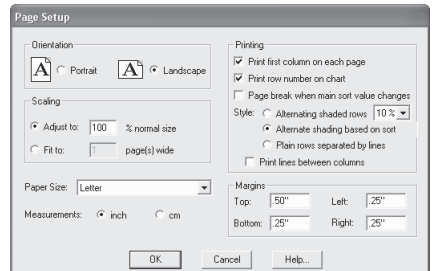 Page Setup
Orientation
A Portrait A Landscape
Scaling
Adjust to: 100 % normal size
Fit to: 1 page(s) wide
Paper Size: Letter
Measurements: inch cm
Printing
Print first column on each page
Print row number on chart
Page break when main sort value changes
Style: Alternating shaded rows 10 %
Alternate shading based on sort
Plain rows separated by lines
Print lines between columns
Margins
Top: .50" Left: .25"
Bottom: .25" Right: .25"
OK Cancel Help...